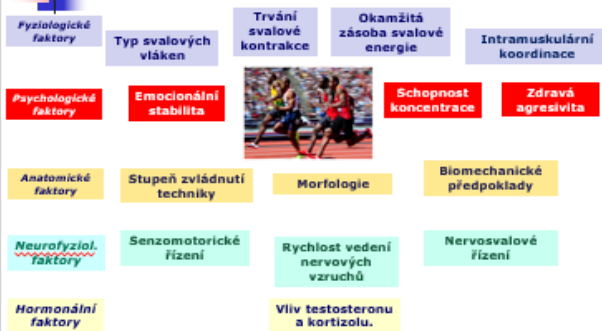 Fyziologické
faktory
Typ svalových
vláken
Trvání
svalové
kontrakce
Okamžitá
zásoba svalové
energie
Intramuskulární
koordinace
Psychologické
faktory
Emocionální
stabilita
Schopnost
koncentrace
Zdravá
agresivita
Anatomické
faktory
Stupeň zvládnutí
techniky
Morfologie
Biomechanické
předpoklady
Neurofyziol.
faktory
Senzomotorické
řízení
Rychlost vedení
nervových
vzruchů
Nervosvalové
řízení
Hormonální
faktory
Vliv testosteronu
a kortizolu.